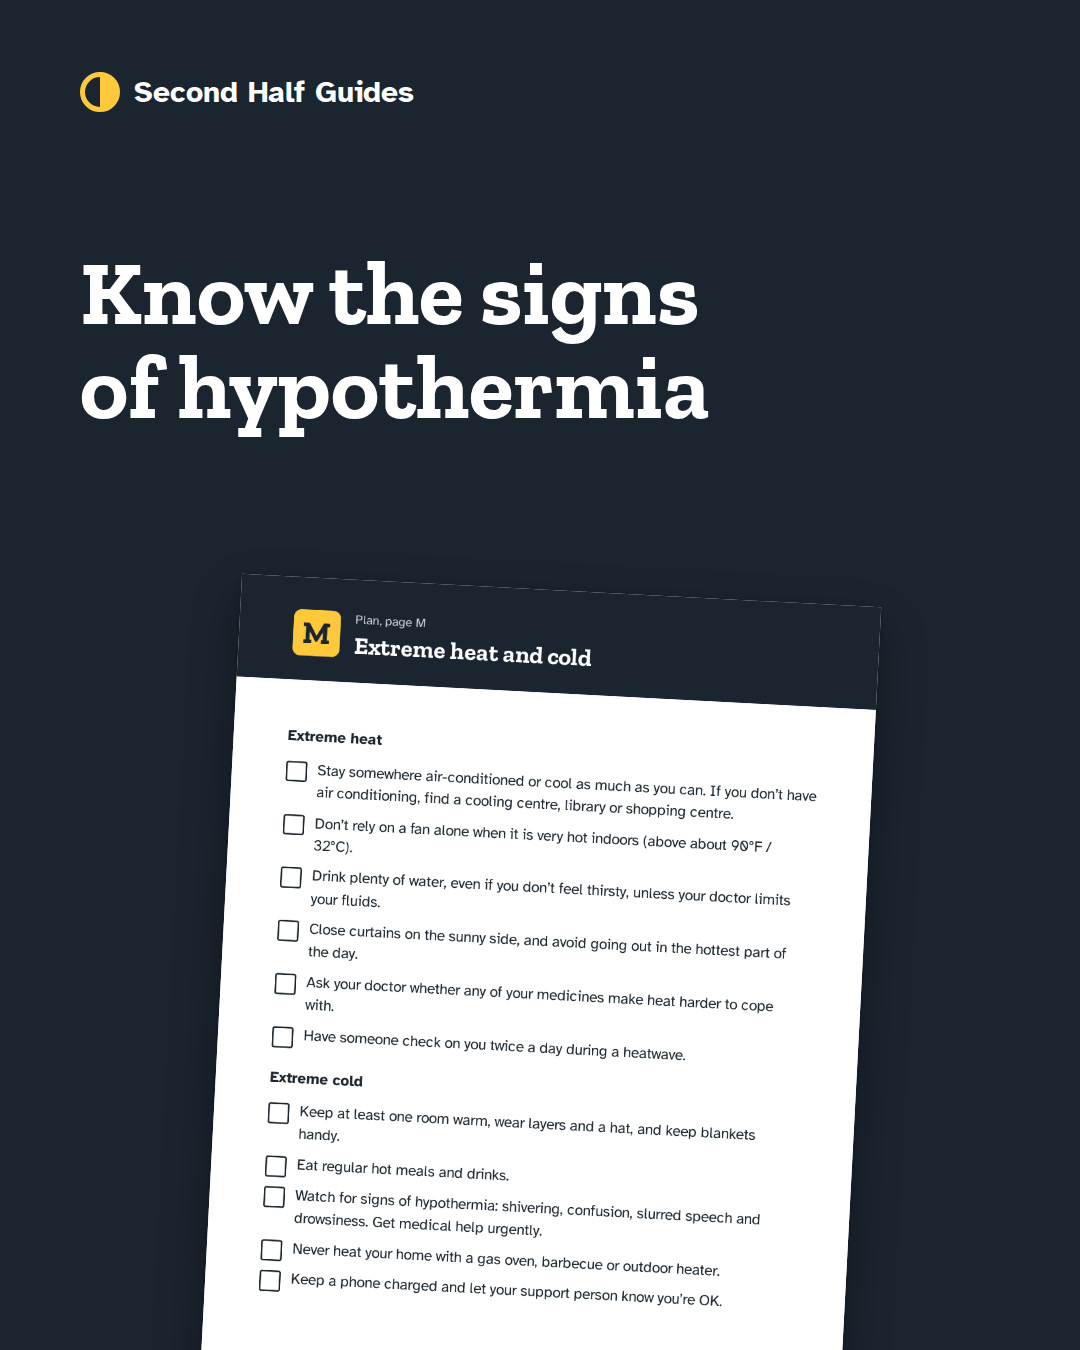 Second Half Guides
Know the signs
of hypothermia
M
Plan, page M
Extreme heat and cold
Extreme heat
Stay somewhere air-conditioned or cool as much as you can. If you don’t have
air conditioning, find a cooling centre, library or shopping centre.
Don’t rely on a fan alone when it is very hot indoors (above about 90°F /
32°C).
Drink plenty of water, even if you don’t feel thirsty, unless your doctor limits
your fluids.
Close curtains on the sunny side, and avoid going out in the hottest part of
the day.
Ask your doctor whether any of your medicines make heat harder to cope
with.
Have someone check on you twice a day during a heatwave.
Extreme cold
Keep at least one room warm, wear layers and a hat, and keep blankets
handy.
Eat regular hot meals and drinks.
Watch for signs of hypothermia: shivering, confusion, slurred speech and
drowsiness. Get medical help urgently.
Never heat your home with a gas oven, barbecue or outdoor heater.
Keep a phone charged and let your support person know you’re OK.